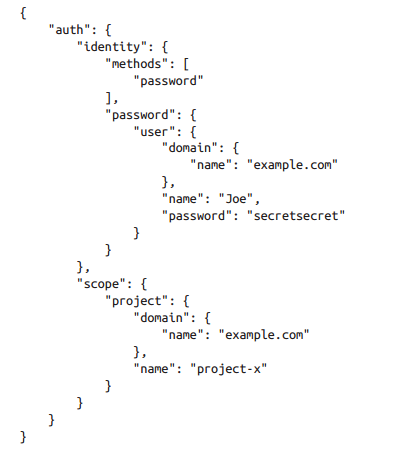 {
    "auth": {
        "identity": {
            "methods": [
                "password"
            ],
            "password": {
                "user": {
                    "domain": {
                        "name": "example.com"
                    },
                    "name": "Joe",
                    "password": "secretsecret"
                }
            }
        },
        "scope": {
            "project": {
                "domain": {
                    "name": "example.com"
                },
                "name": "project-x"
            }
        }
    }
}